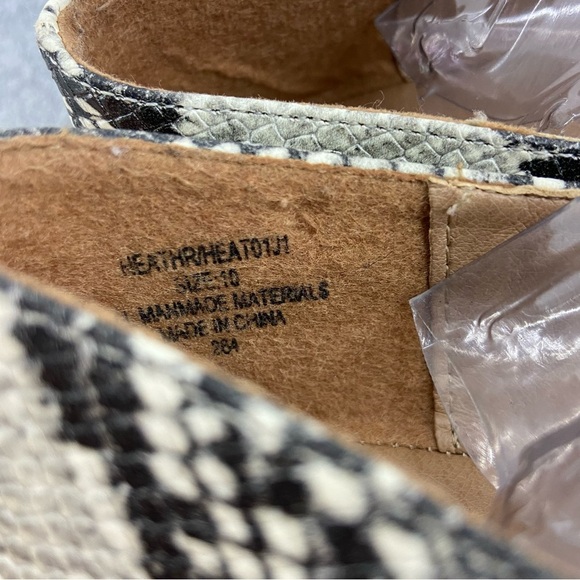 HEATHR/HEAT01J1
SIZE:10
MANMADE MATERIALS
MADE IN CHINA
284